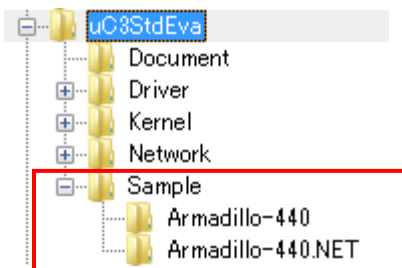 uC3StdEva
Document
Driver
Kernel
Network
Sample
Armadillo-440
Armadillo-440.NET